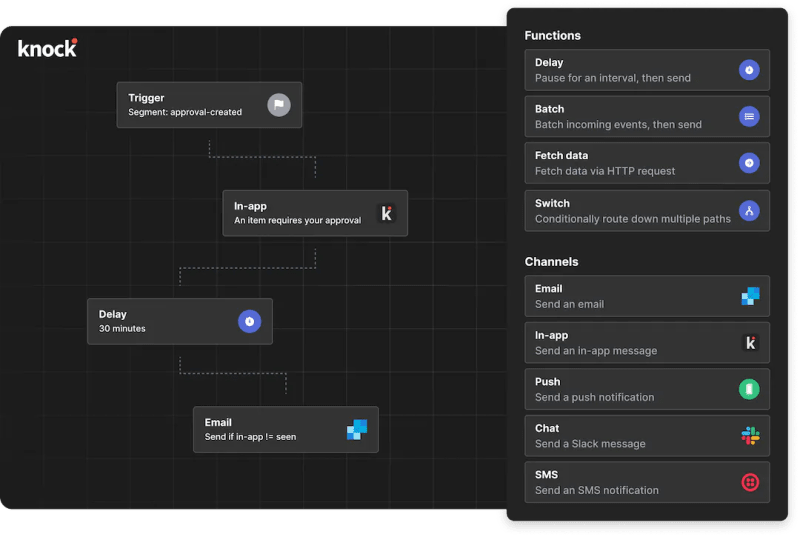 knock
Trigger
Segment: approval-created
In-app
An item requires your approval
Delay
30 minutes
Email
Send if in-app != seen
Functions
Delay
Pause for an interval, then send
Batch
Batch incoming events, then send
Fetch data
Fetch data via HTTP request
Switch
Conditionally route down multiple paths
Channels
Email
Send an email
In-app
Send an in-app message
Push
Send a push notification
Chat
Send a Slack message
SMS
Send an SMS notification